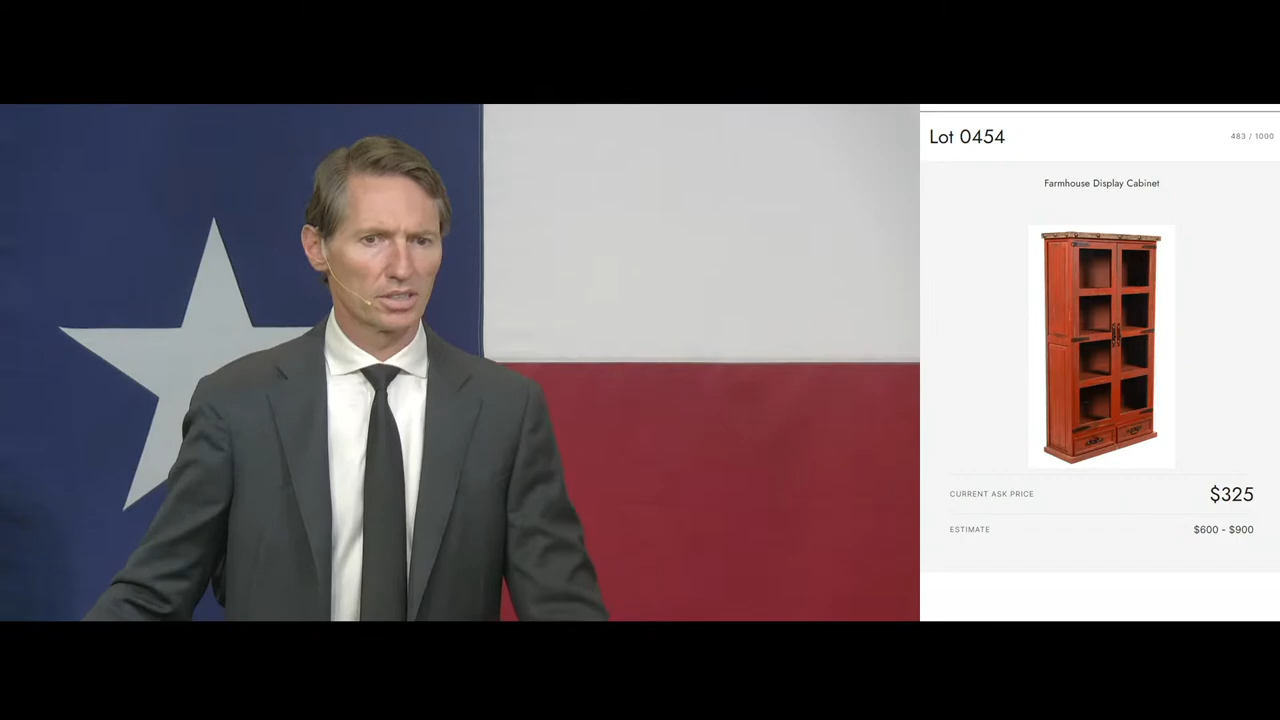 Lot 0454
483 / 1000
Farmhouse Display Cabinet
CURRENT ASK PRICE
$325
ESTIMATE
$600 - $900